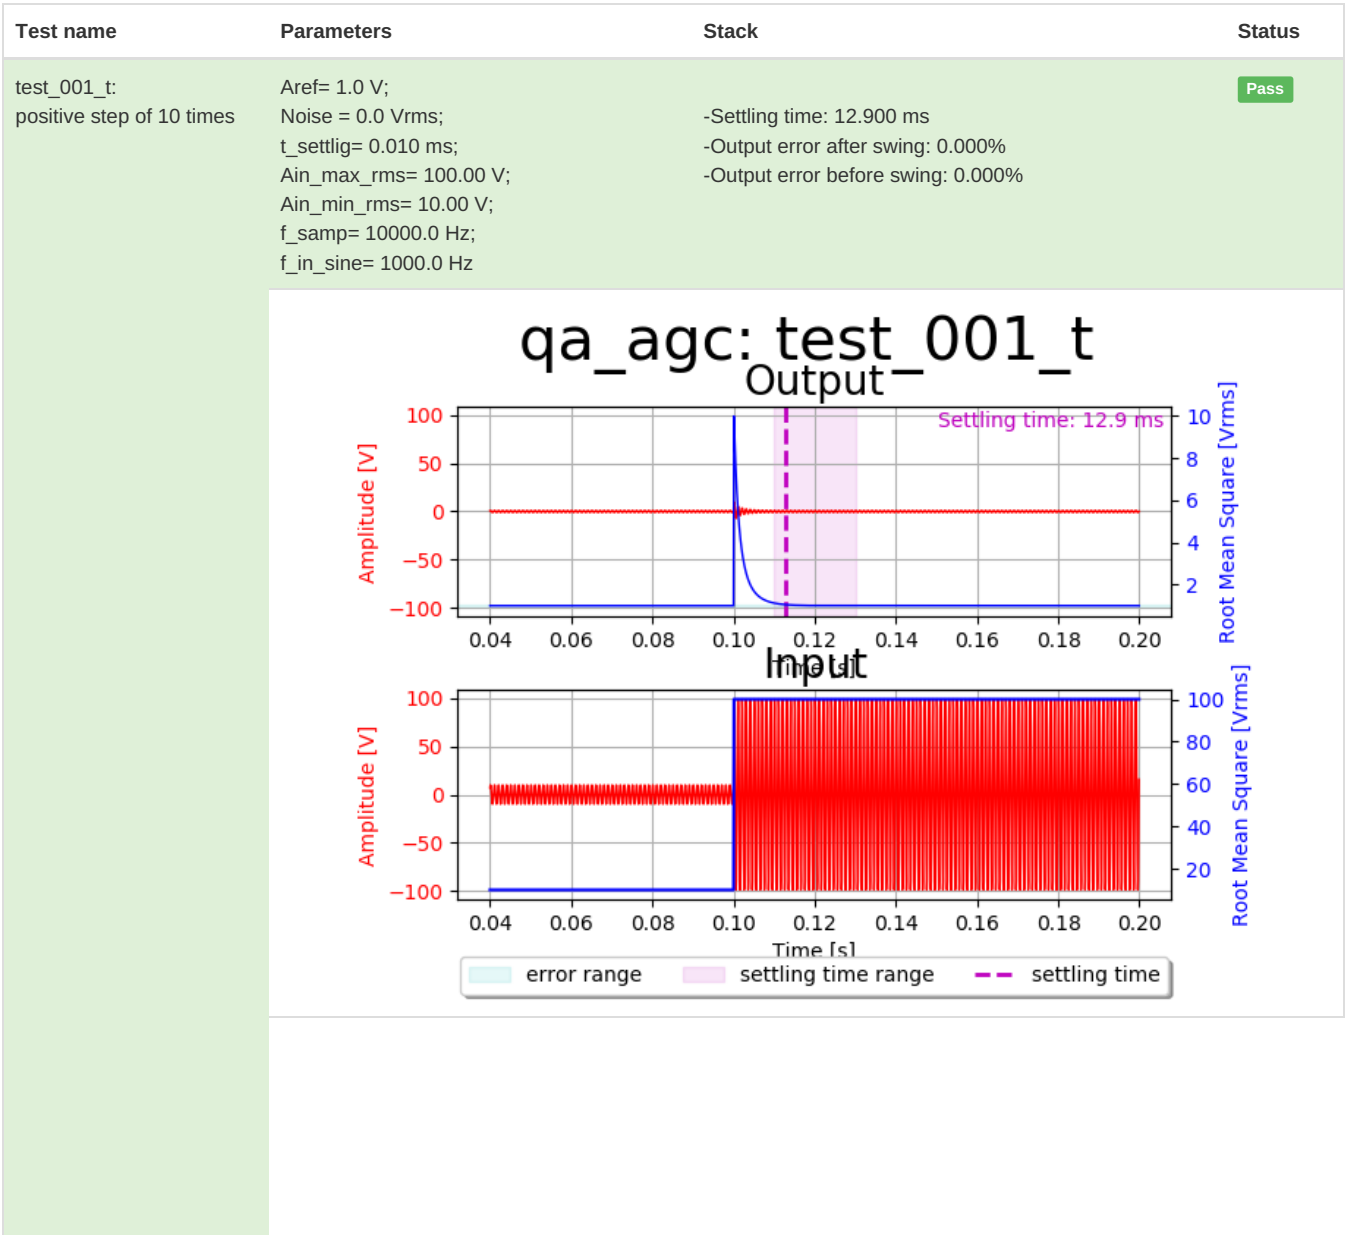 Test name Parameters Stack Status
test_001_t:
positive step of 10 times
Aref= 1.0 V;
Noise = 0.0 Vrms;
t_settlig= 0.010 ms;
Ain_max_rms= 100.00 V;
Ain_min_rms= 10.00 V;
f_samp= 10000.0 Hz;
f_in_sine= 1000.0 Hz
-Settling time: 12.900 ms
-Output error after swing: 0.000%
-Output error before swing: 0.000%
Pass
qa_agc: test_001_t
Output
Settling time: 12.9 ms
Amplitude [V]
100
50
0
−50
−100
10
8
6
4
2
Root Mean Square [Vrms]
0.04 0.06 0.08 0.10 0.12 0.14 0.16 0.18 0.20
Time [s]
Input
Amplitude [V]
100
50
0
−50
−100
100
80
60
40
20
Root Mean Square [Vrms]
0.04 0.06 0.08 0.10 0.12 0.14 0.16 0.18 0.20
Time [s]
error range settling time range settling time